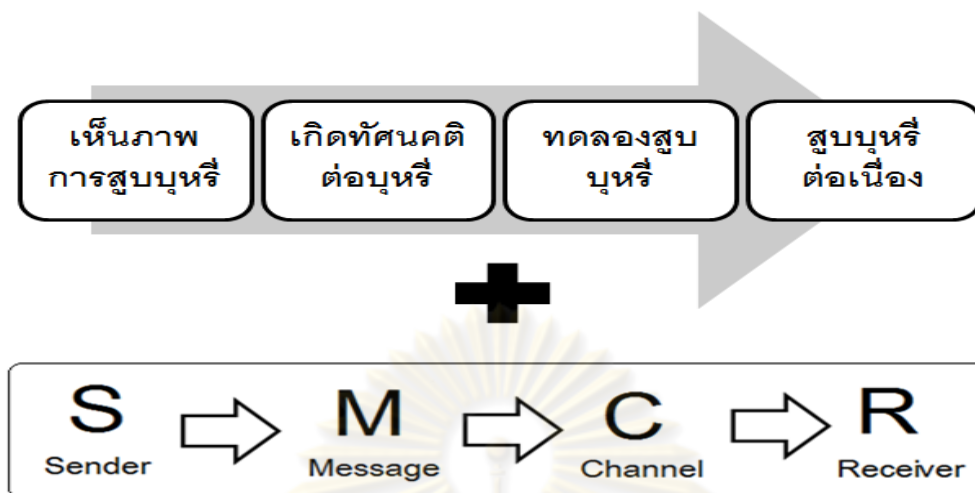 เห็นภาพ
การสูบบุหรี่
เกิดทัศนคติ
ต่อบุหรี่
ทดลองสูบ
บุหรี่
สูบบุหรี่
ต่อเนื่อง
S M C R
Sender Message Channel Receiver